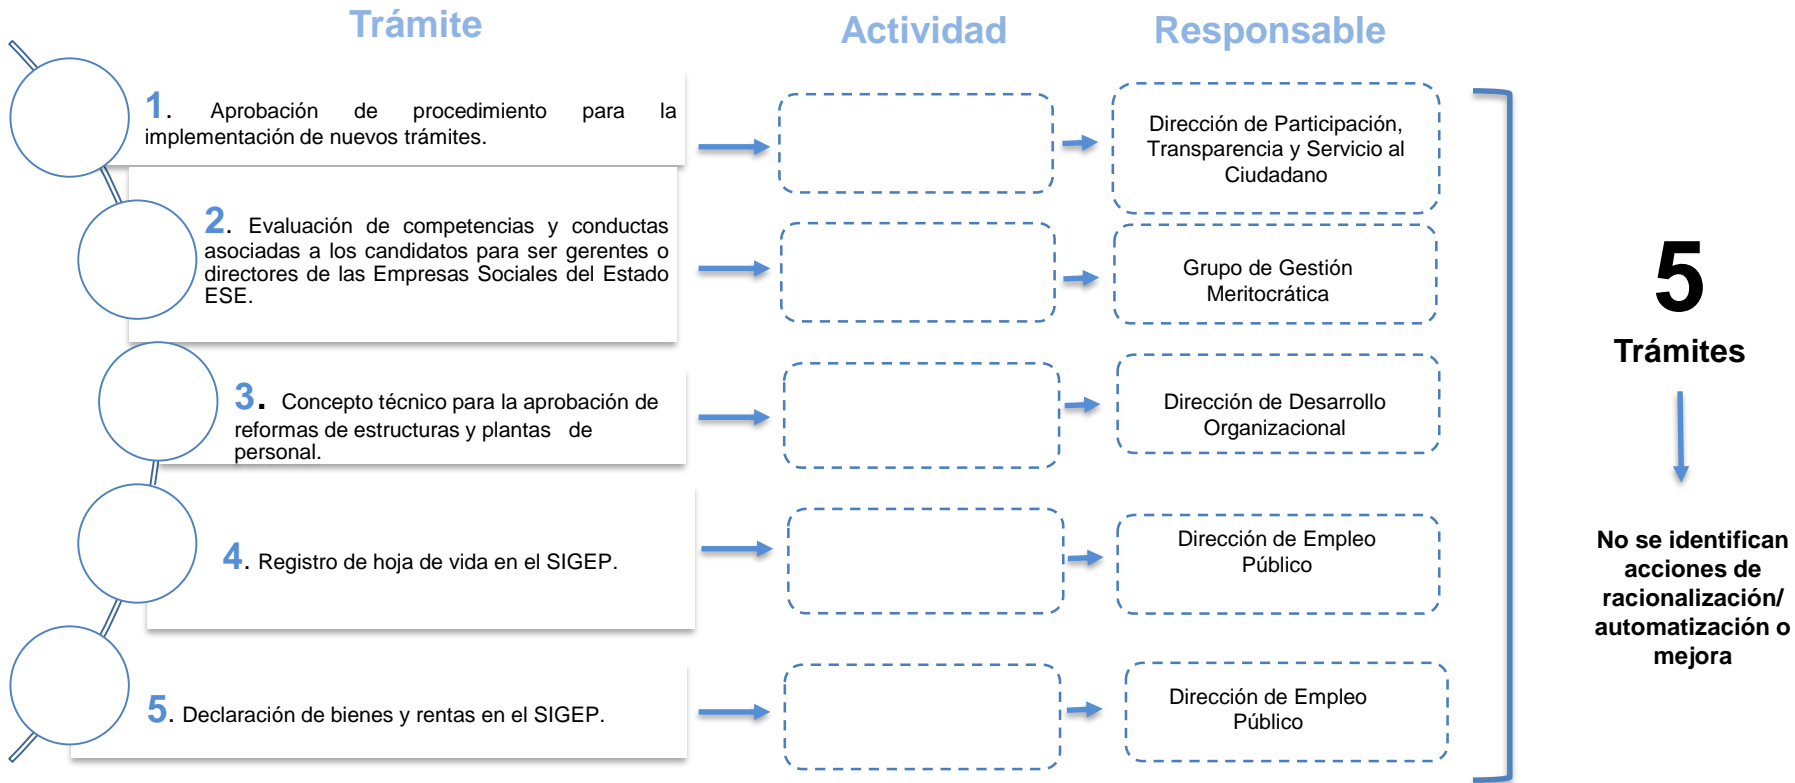 Trámite
Actividad
Responsable
1. Aprobación de procedimiento para la
implementación de nuevos trámites.
Dirección de Participación,
Transparencia y Servicio al
Ciudadano
2. Evaluación de competencias y conductas
asociadas a los candidatos para ser gerentes o
directores de las Empresas Sociales del Estado
ESE.
Grupo de Gestión
Meritocrática
3. Concepto técnico para la aprobación de
reformas de estructuras y plantas de
personal.
Dirección de Desarrollo
Organizacional
4. Registro de hoja de vida en el SIGEP.
Dirección de Empleo
Público
5. Declaración de bienes y rentas en el SIGEP.
Dirección de Empleo
Público
5
Trámites
No se identifican
acciones de
racionalización/
automatización o
mejora